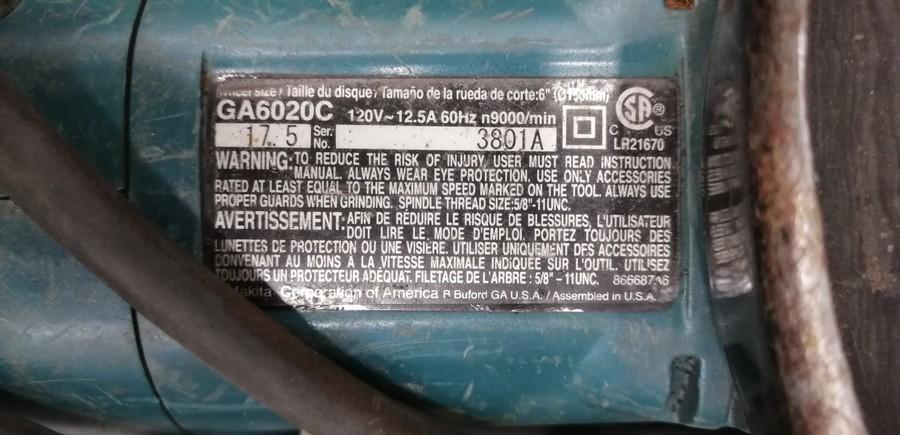 Wheel size / Taille du disque / Tamaño de la rueda de corte:6" (Ø150mm)
GA6020C 120V~12.5A 60Hz n9000/min
17. 5 Ser. No. 3801A
SA ®
C US
LR21670
WARNING: TO REDUCE THE RISK OF INJURY, USER MUST READ INSTRUCTION
MANUAL. ALWAYS WEAR EYE PROTECTION. USE ONLY ACCESSORIES
RATED AT LEAST EQUAL TO THE MAXIMUM SPEED MARKED ON THE TOOL. ALWAYS USE
PROPER GUARDS WHEN GRINDING. SPINDLE THREAD SIZE:5/8"-11UNC.
AVERTISSEMENT: AFIN DE RÉDUIRE LE RISQUE DE BLESSURES, L'UTILISATEUR
DOIT LIRE LE MODE D'EMPLOI. PORTEZ TOUJOURS DES
LUNETTES DE PROTECTION OU UNE VISIÈRE. UTILISER UNIQUEMENT DES ACCESSOIRES
CONVENANT AU MOINS À LA VITESSE MAXIMALE INDIQUÉE SUR L'OUTIL. UTILISEZ
TOUJOURS UN PROTECTEUR ADÉQUAT. FILETAGE DE L'ARBRE : 5/8" -11UNC.
Makita Corporation of America R Buford GA U.S.A. / Assembled in U.S.A.